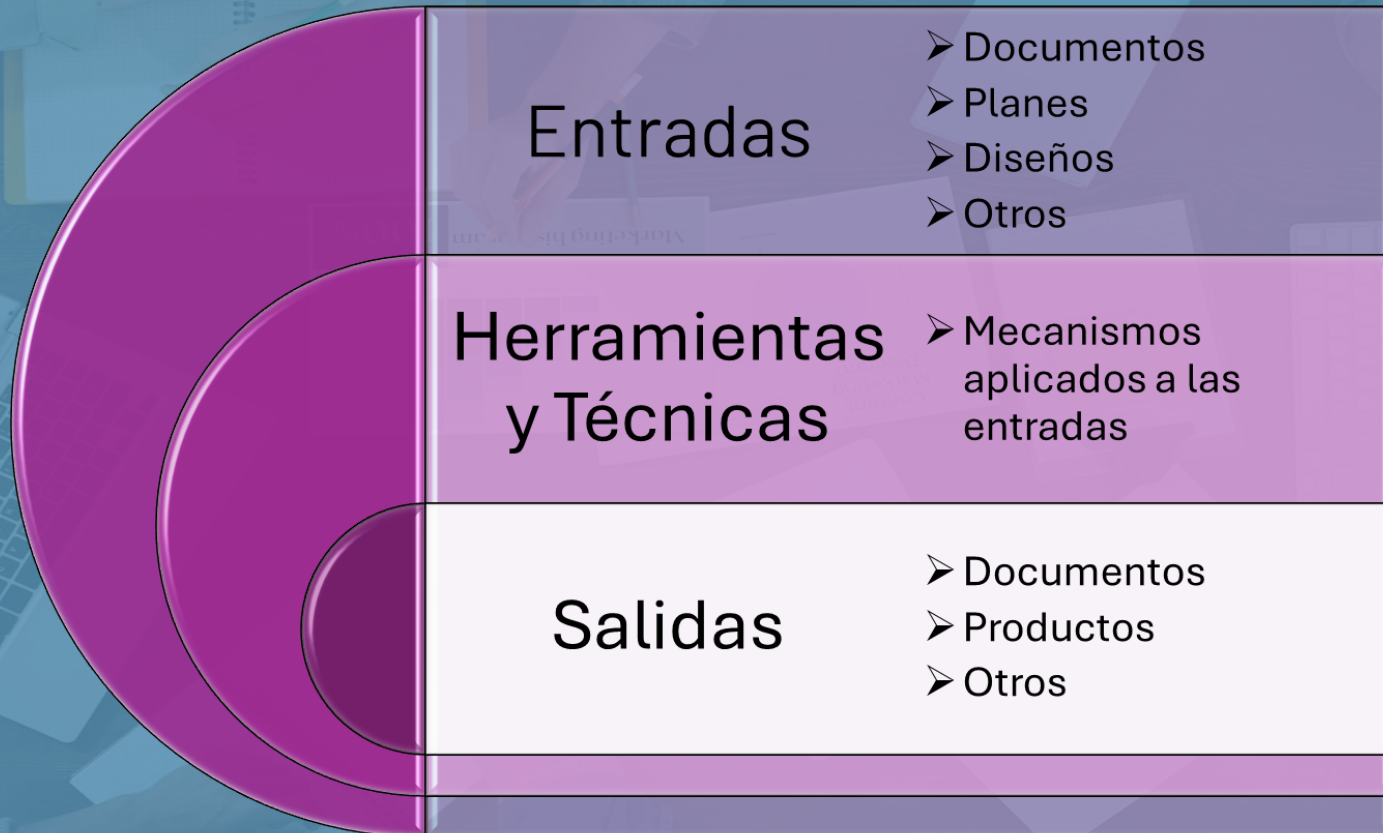 Entradas
➢ Documentos
➢ Planes
➢ Diseños
➢ Otros
Herramientas
y Técnicas
➢ Mecanismos
aplicados a las
entradas
Salidas
➢ Documentos
➢ Productos
➢ Otros